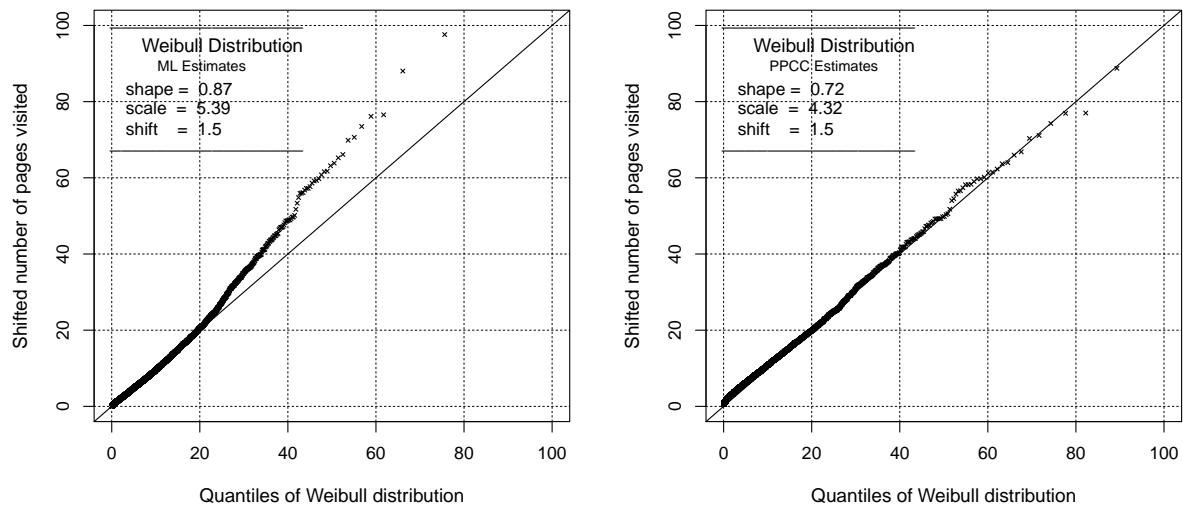 Weibull Distribution
ML Estimates
shape = 0.87
scale = 5.39
shift = 1.5
100
80
60
40
20
0
Shifted number of pages visited
0 20 40 60 80 100
Quantiles of Weibull distribution
Weibull Distribution
PPCC Estimates
shape = 0.72
scale = 4.32
shift = 1.5
100
80
60
40
20
0
Shifted number of pages visited
0 20 40 60 80 100
Quantiles of Weibull distribution